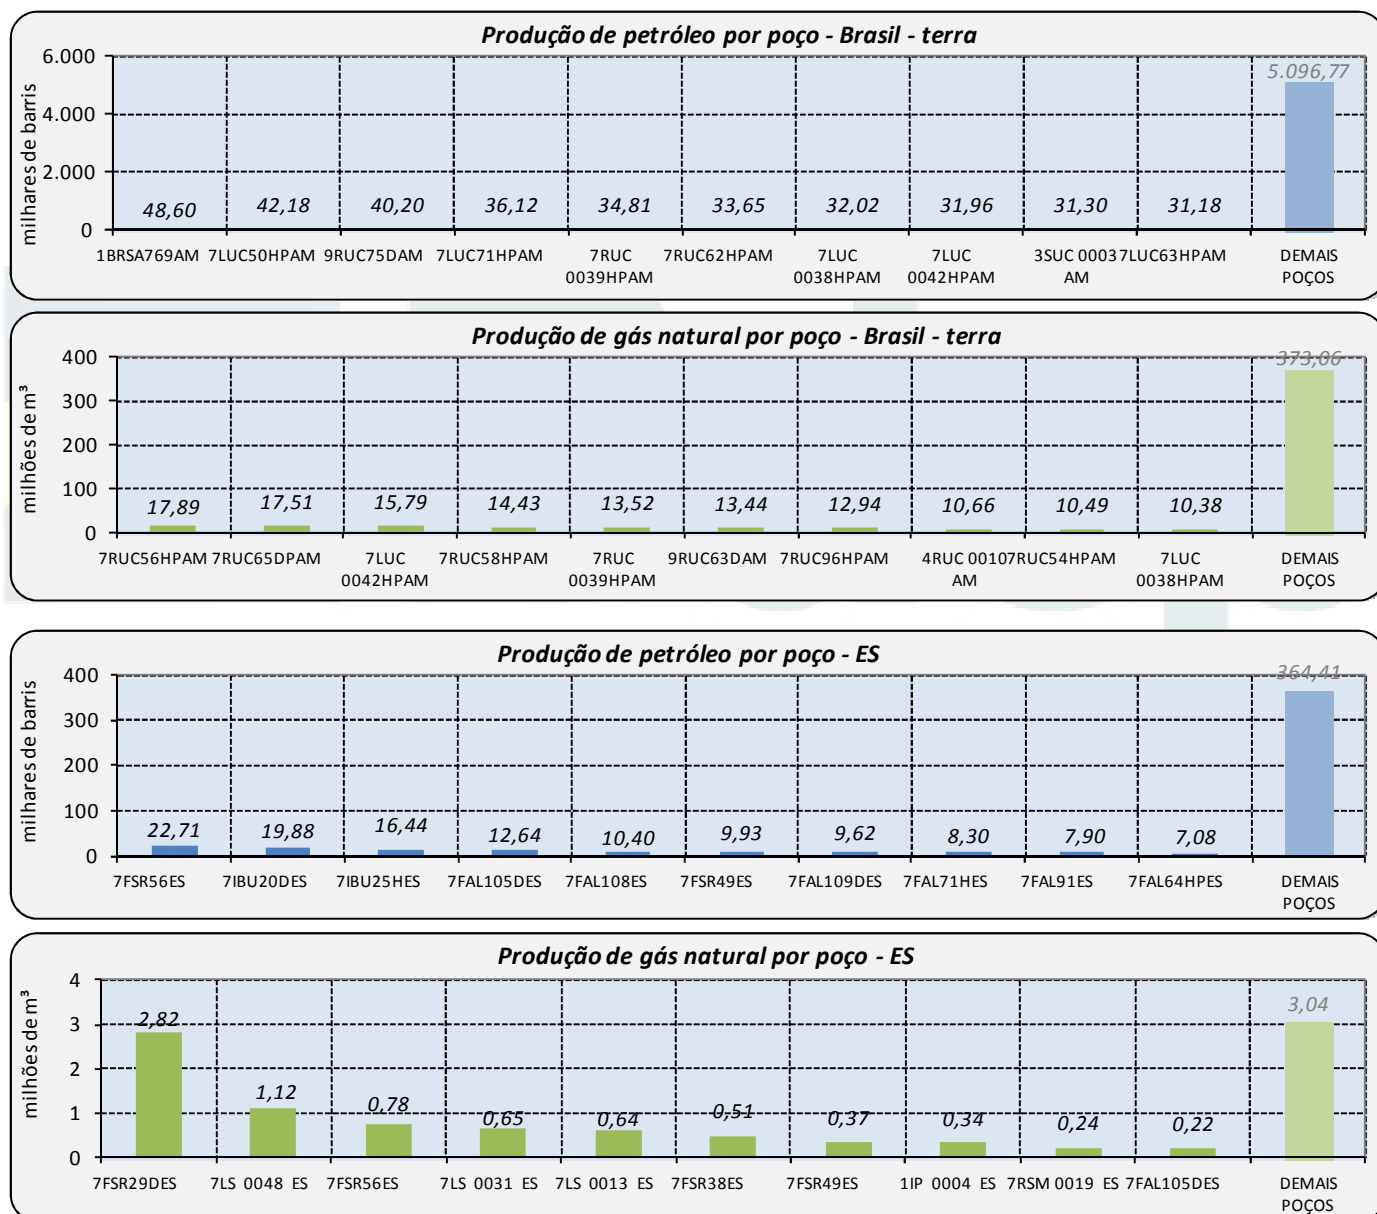 Produção de petróleo por poço - Brasil - terra
milhares de barris
6.000
4.000
2.000
0
48,60 42,18 40,20 36,12 34,81 33,65 32,02 31,96 31,30 31,18 5.096,77
1BRSA769AM 7LUC50HPAM 9RUC75DAM 7LUC71HPAM 7RUC 7RUC62HPAM 7LUC 7LUC 3SUC 0003 7LUC63HPAM DEMAIS
0039HPAM 0038HPAM 0042HPAM AM POÇOS
Produção de gás natural por poço - Brasil - terra
milhões de m³
400
300
200
100
0
17,89 17,51 15,79 14,43 13,52 13,44 12,94 10,66 10,49 10,38 373,06
7RUC56HPAM 7RUC65DPAM 7LUC 7RUC58HPAM 7RUC 9RUC63DAM 7RUC96HPAM 4RUC 0010 7RUC54HPAM 7LUC DEMAIS
0042HPAM 0039HPAM AM 0038HPAM POÇOS
Produção de petróleo por poço - ES
milhares de barris
400
300
200
100
0
22,71 19,88 16,44 12,64 10,40 9,93 9,62 8,30 7,90 7,08 364,41
7FSR56ES 7IBU20DES 7IBU25HES 7FAL105DES 7FAL108ES 7FSR49ES 7FAL109DES 7FAL71HES 7FAL91ES 7FAL64HPES DEMAIS
POÇOS
Produção de gás natural por poço - ES
milhões de m³
4
3
2
1
0
2,82 1,12 0,78 0,65 0,64 0,51 0,37 0,34 0,24 0,22 3,04
7FSR29DES 7LS 0048 ES 7FSR56ES 7LS 0031 ES 7LS 0013 ES 7FSR38ES 7FSR49ES 1IP 0004 ES 7RSM 0019 ES 7FAL105DES DEMAIS
POÇOS